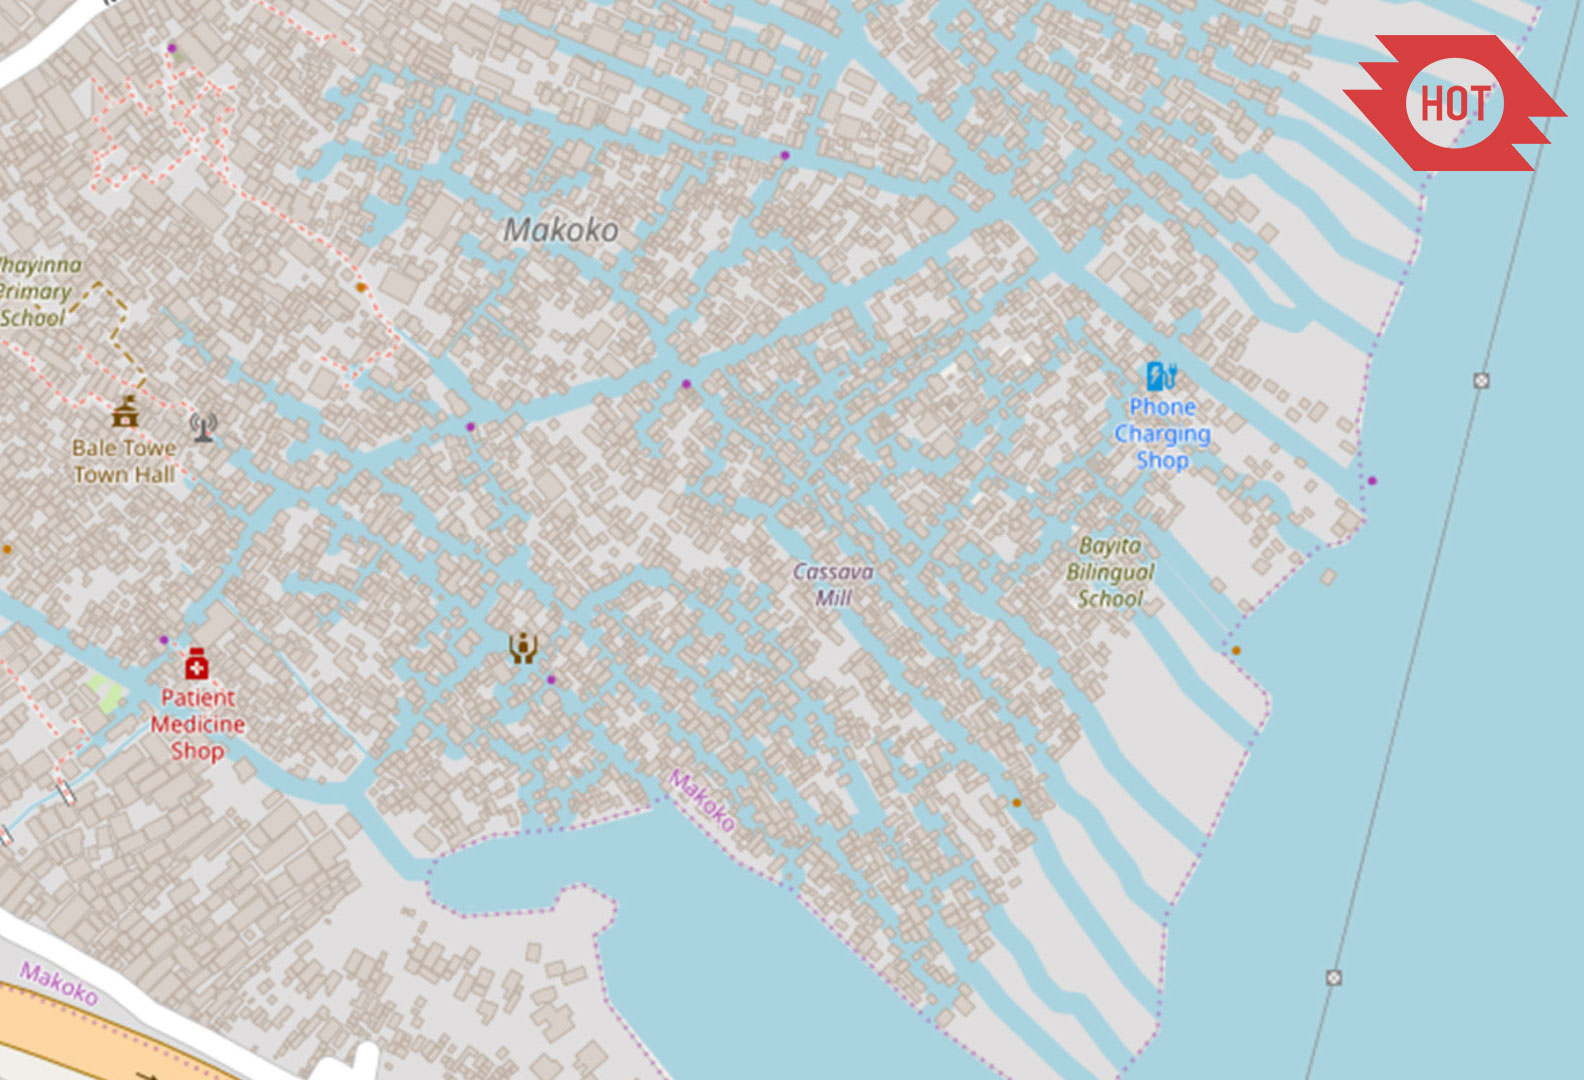 HOT
Makoko
Primary
School
Phone
Charging
Shop
Bale Towe
Town Hall
Bayita
Bilingual
School
Cassava
Mill
Patient
Medicine
Shop
Makoko
Makoko